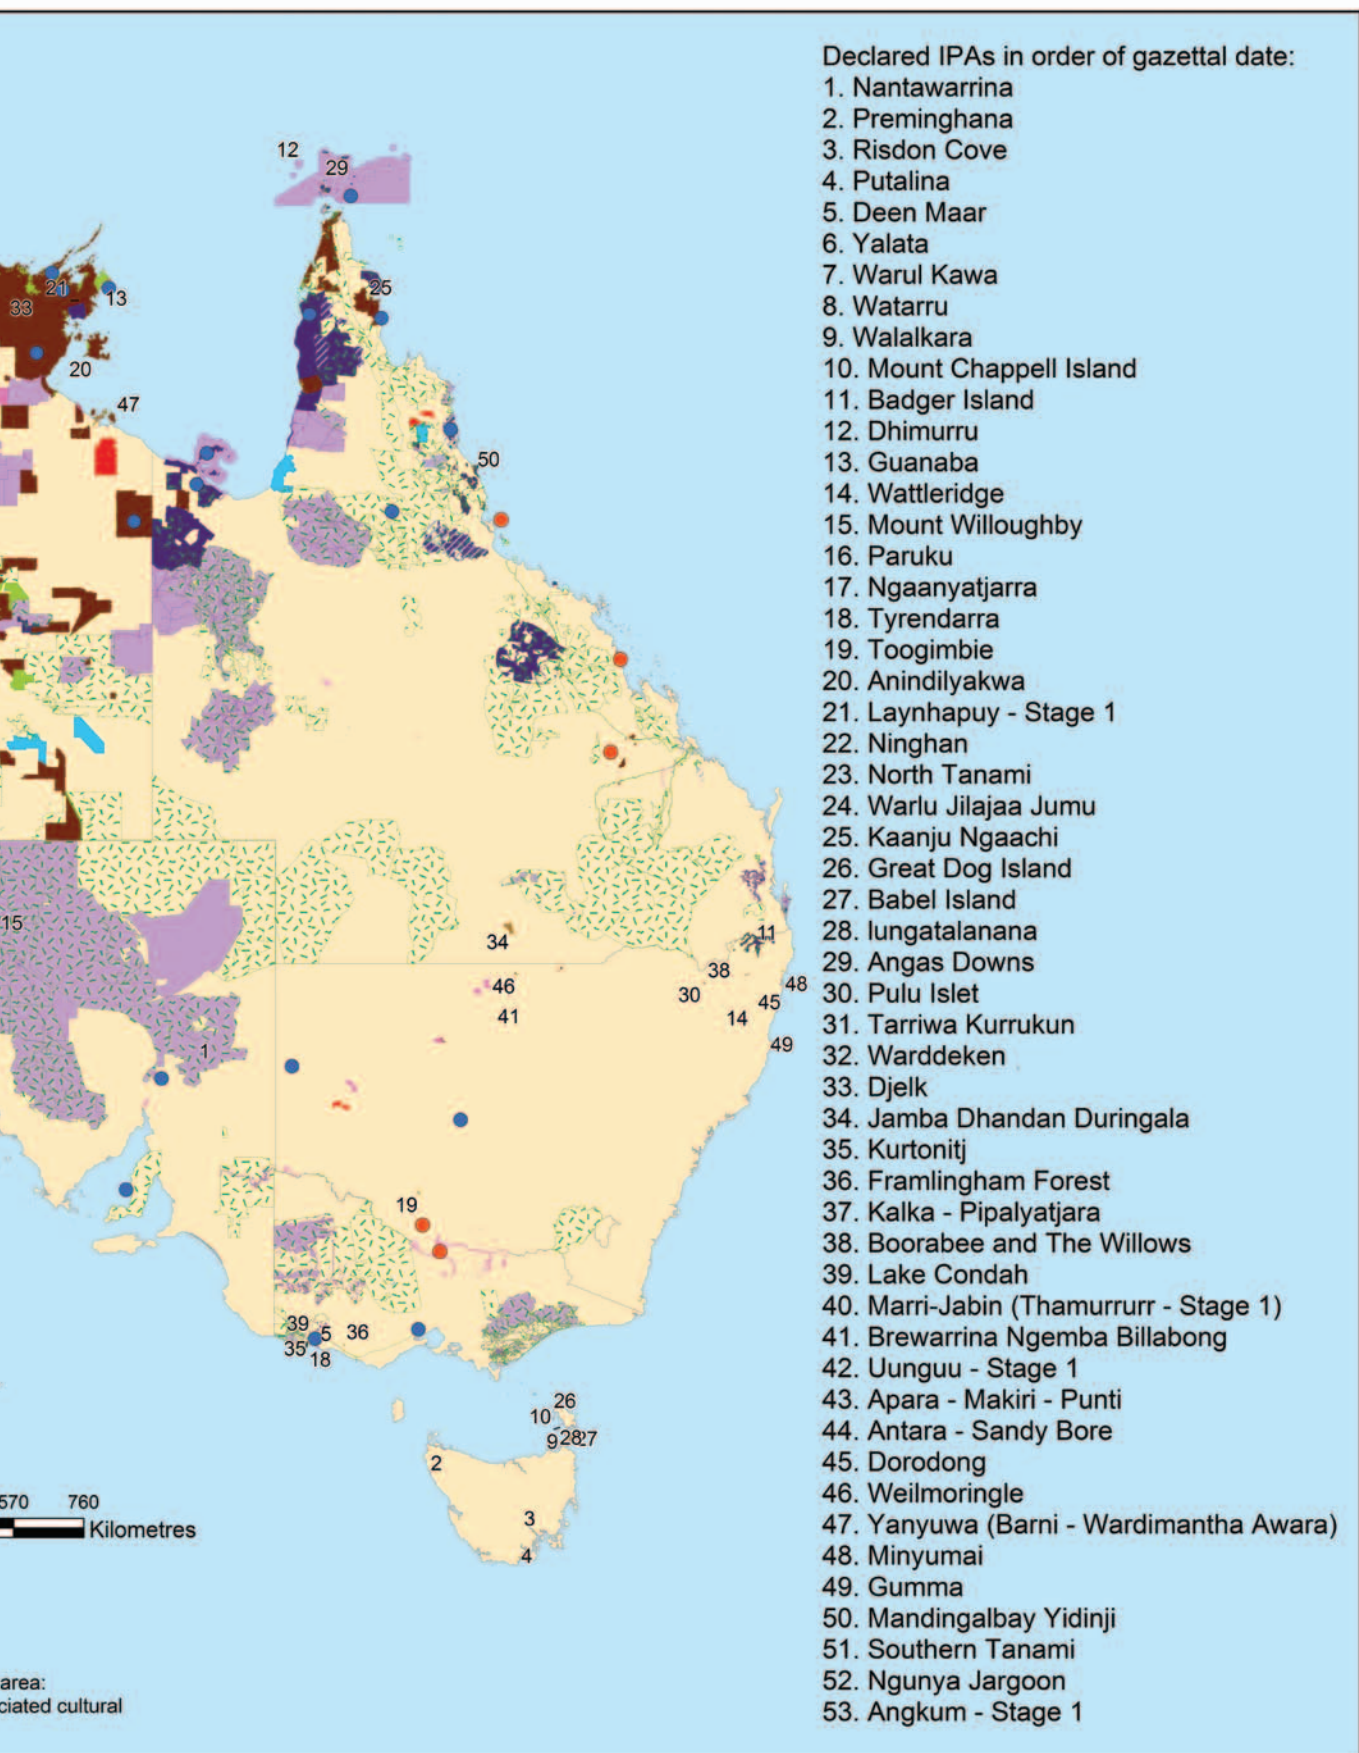 Declared IPAs in order of gazettal date:
1. Nantawarrina
2. Preminghana
3. Risdon Cove
4. Putalina
5. Deen Maar
6. Yalata
7. Warul Kawa
8. Watarru
9. Walalkara
10. Mount Chappell Island
11. Badger Island
12. Dhimurru
13. Guanaba
14. Wattleridge
15. Mount Willoughby
16. Paruku
17. Ngaanyatjarra
18. Tyrendarra
19. Toogimbie
20. Anindilyakwa
21. Laynhapuy - Stage 1
22. Ninghan
23. North Tanami
24. Warlu Jilajaa Jumu
25. Kaanju Ngaachi
26. Great Dog Island
27. Babel Island
28. lungatalanana
29. Angas Downs
30. Pulu Islet
31. Tarriwa Kurrukun
32. Warddeken
33. Djelk
34. Jamba Dhandan Duringala
35. Kurtonitj
36. Framlingham Forest
37. Kalka - Pipalyatjara
38. Boorabee and The Willows
39. Lake Condah
40. Marri-Jabin (Thamurrurr - Stage 1)
41. Brewarrina Ngemba Billabong
42. Uunguu - Stage 1
43. Apara - Makiri - Punti
44. Antara - Sandy Bore
45. Dorodong
46. Weilmoringle
47. Yanyuwa (Barni - Wardimantha Awara)
48. Minyumai
49. Gumma
50. Mandingalbay Yidinji
51. Southern Tanami
52. Ngunya Jargoon
53. Angkum - Stage 1
12
29
25
21
13
33
20
47
50
15
34
11
38
46
48
30
45
41
14
49
1
19
39
5
36
35
18
26
10
9
28
27
2
3
4
570 760
Kilometres
area:
ciated cultural